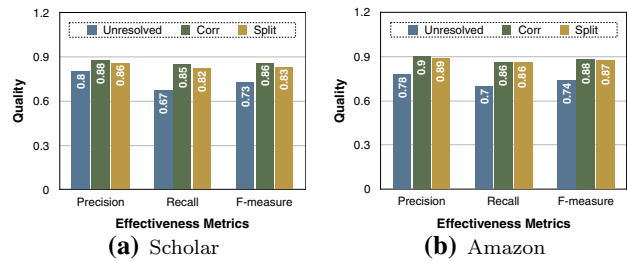 1.2
Unresolved Corr Split
0.9
Quality
0.6
0.3
0
0.8 0.88 0.86 0.67 0.85 0.82 0.73 0.86 0.83
Precision Recall F-measure
Effectiveness Metrics
(a) Scholar
1.2
Unresolved Corr Split
0.9
Quality
0.6
0.3
0
0.78 0.9 0.89 0.7 0.86 0.86 0.74 0.88 0.87
Precision Recall F-measure
Effectiveness Metrics
(b) Amazon